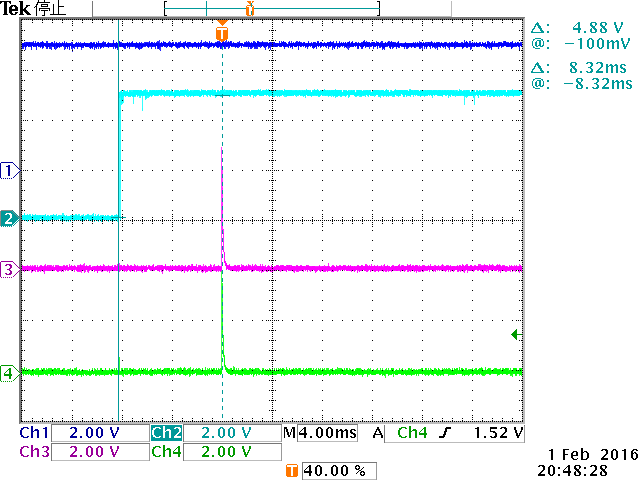 Tek 停止
T
T
Δ: 4.88 V
@: −100mV
Δ: 8.32ms
@: −8.32ms
1
2
3
4
Ch1 2.00 V Ch2 2.00 V M 4.00ms A Ch4 1.52 V
Ch3 2.00 V Ch4 2.00 V
T 40.00 %
1 Feb 2016
20:48:28